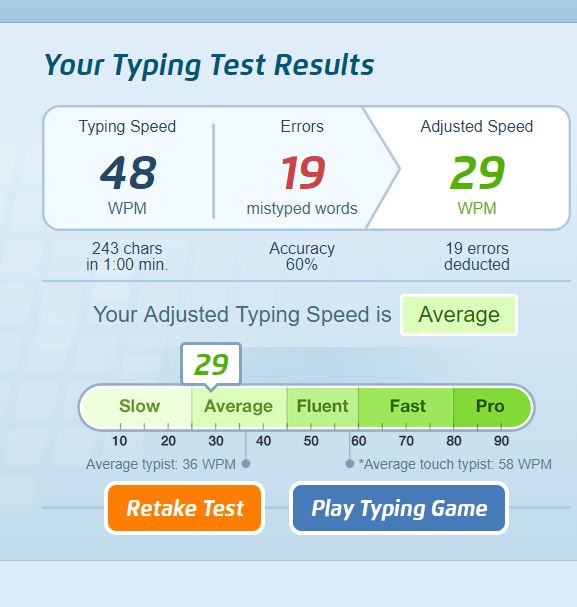 Your Typing Test Results
Typing Speed
Errors
Adjusted Speed
48
19
29
WPM
mistyped words
WPM
243 chars
in 1:00 min.
Accuracy
60%
19 errors
deducted
Your Adjusted Typing Speed is Average
29
Slow Average Fluent Fast Pro
10 20 30 40 50 60 70 80 90
Average typist: 36 WPM *Average touch typist: 58 WPM
Retake Test Play Typing Game